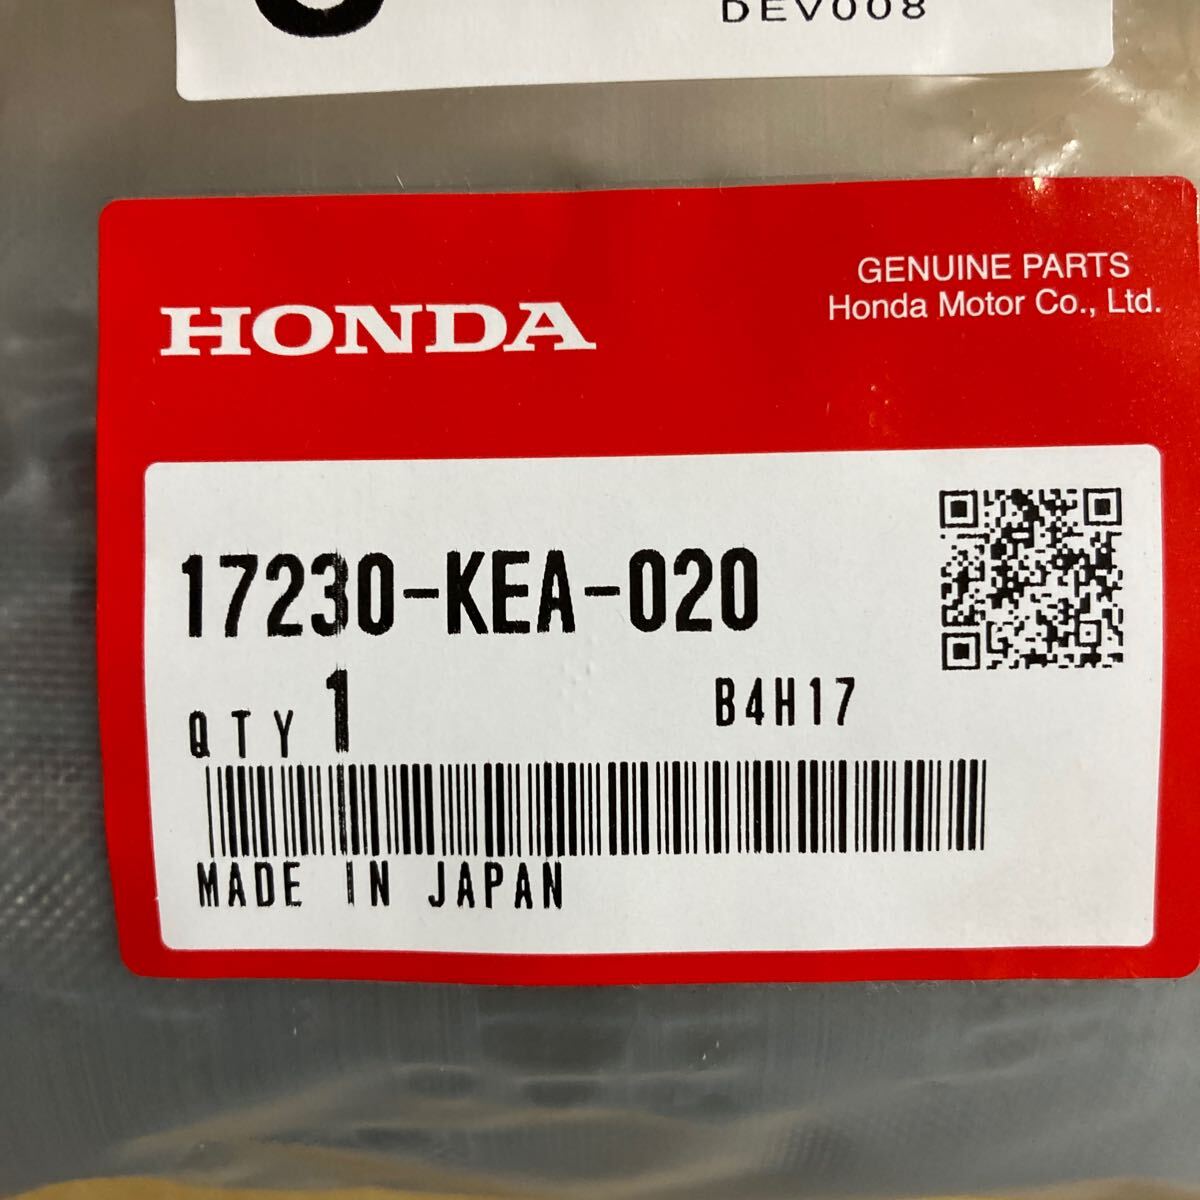 DEV008
HONDA
GENUINE PARTS
Honda Motor Co., Ltd.
17230-KEA-020
QTY 1
B4H17
MADE IN JAPAN